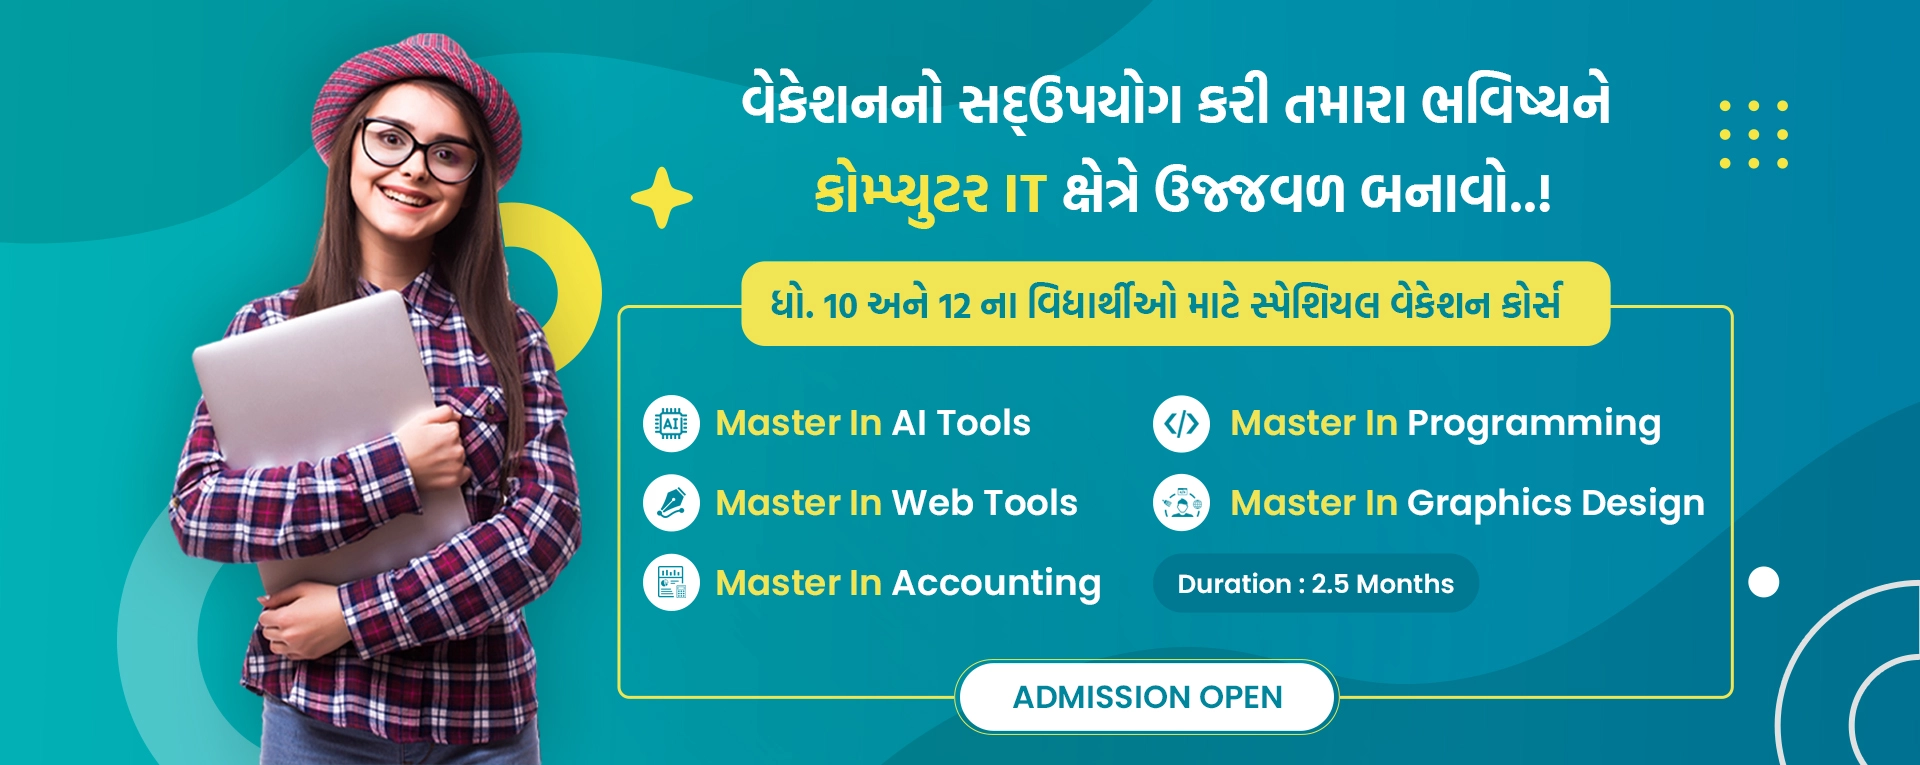 વેકેશનનો સદ્ઉપયોગ કરી તમારા ભવિષ્યને
કોમ્પ્યુટર IT ક્ષેત્રે ઉજ્જવળ બનાવો..!
ધો. 10 અને 12 ના વિદ્યાર્થીઓ માટે સ્પેશિયલ વેકેશન કોર્સ
AI
Master In AI Tools
Master In Programming
Master In Web Tools
Master In Graphics Design
Master In Accounting
Duration : 2.5 Months
ADMISSION OPEN